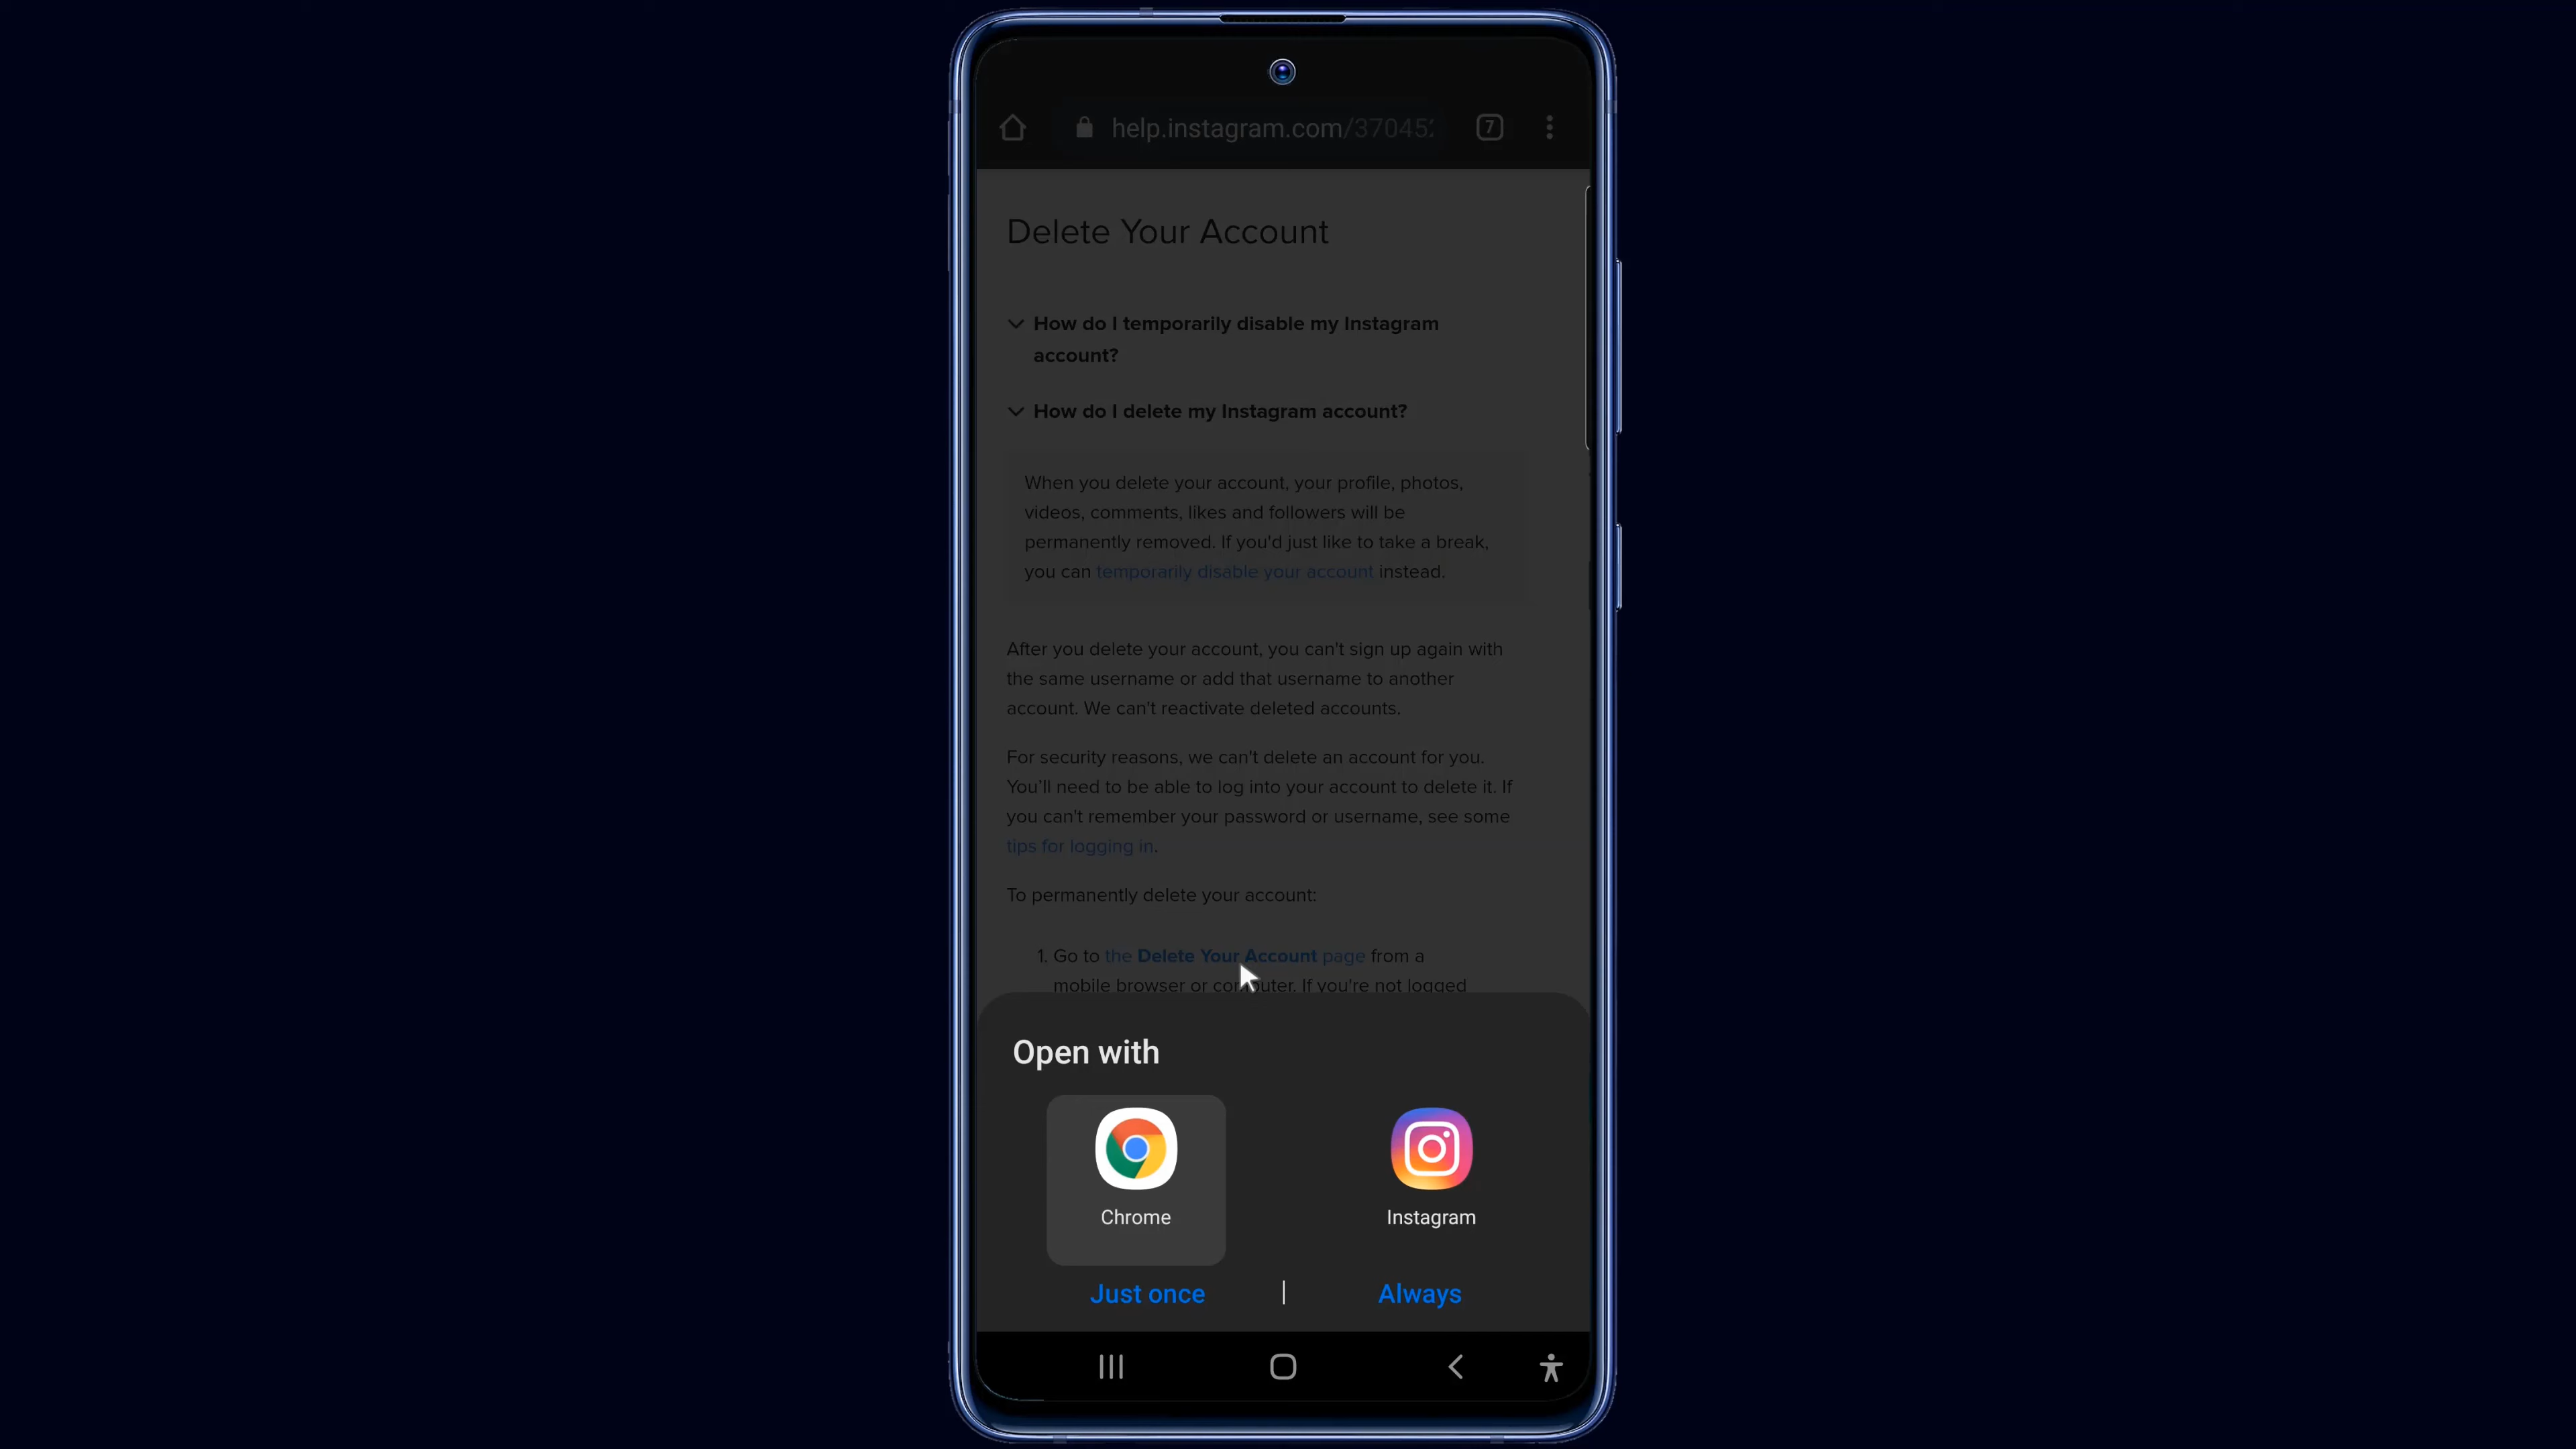 help.instagram.com/37045
7
Delete Your Account
How do I temporarily disable my Instagram
account?
How do I delete my Instagram account?
When you delete your account, your profile, photos,
videos, comments, likes and followers will be
permanently removed. If you'd just like to take a break,
you can temporarily disable your account instead.
After you delete your account, you can't sign up again with
the same username or add that username to another
account. We can't reactivate deleted accounts.
For security reasons, we can't delete an account for you.
You'll need to be able to log into your account to delete it. If
you can't remember your password or username, see some
tips for logging in.
To permanently delete your account:
1. Go to the Delete Your Account page from a
mobile browser or computer. If you're not logged
Open with
Chrome
Instagram
Just once
Always